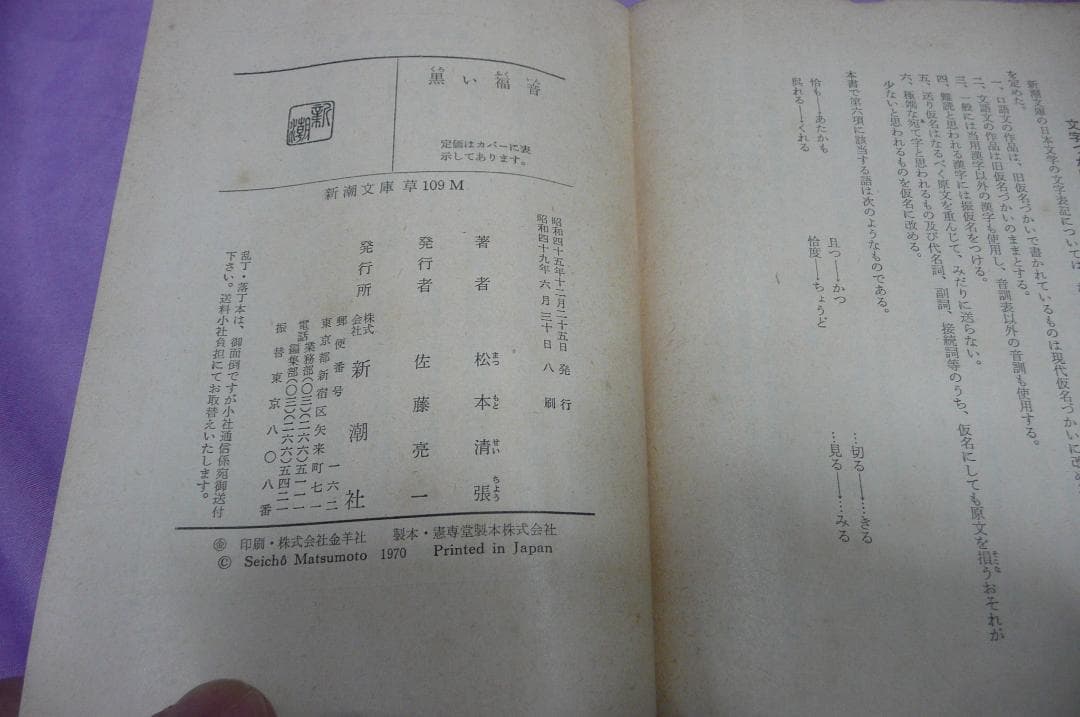 文字づ
新潮文庫の日本文学の文字表記については、
を定めた。
一、口語文の作品は、旧仮名づかいで書かれているものは現代仮名づかいに改め
二、文語文の作品は旧仮名づかいのままとする。
三、一般には当用漢字以外の漢字も使用し、音訓表以外の音訓も使用する。
四、難読と思われる漢字には振仮名をつける。
五、送り仮名はなるべく原文を重んじて、みだりに送らない。
六、極端な宛て字と思われるもの及び代名詞、副詞、接続詞等のうち、仮名にしても原文を損うおそれが
少ないと思われるものを仮名に改める。
本書で第六項に該当する語は次のようなものである。
恰も―→あたかも 且つ―→かつ …切る―→…きる
呉れる―→くれる 恰度―→ちょうど …見る―→…みる
黒い福音
くろ ふくいん
定価はカバーに表
示してあります。
新潮
新潮文庫 草109M
昭和四十五年十二月二十五日 発行
昭和四十九年六月三十日 八刷
著者 松本清張
まつ もと せい ちょう
発行者 佐藤亮一
発行所 株式会社 新潮社
郵便番号 一六二
東京都新宿区矢来町七一
電話 業務部(〇三)(二六六)五一一一
編集部(〇三)(二六六)五四二一
振替東京八〇八番
乱丁・落丁本は、御面倒ですが小社通信係宛御送付
下さい。送料小社負担にてお取替えいたします。
印刷・株式会社金羊社 製本・憲専堂製本株式会社
© Seichô Matsumoto 1970 Printed in Japan